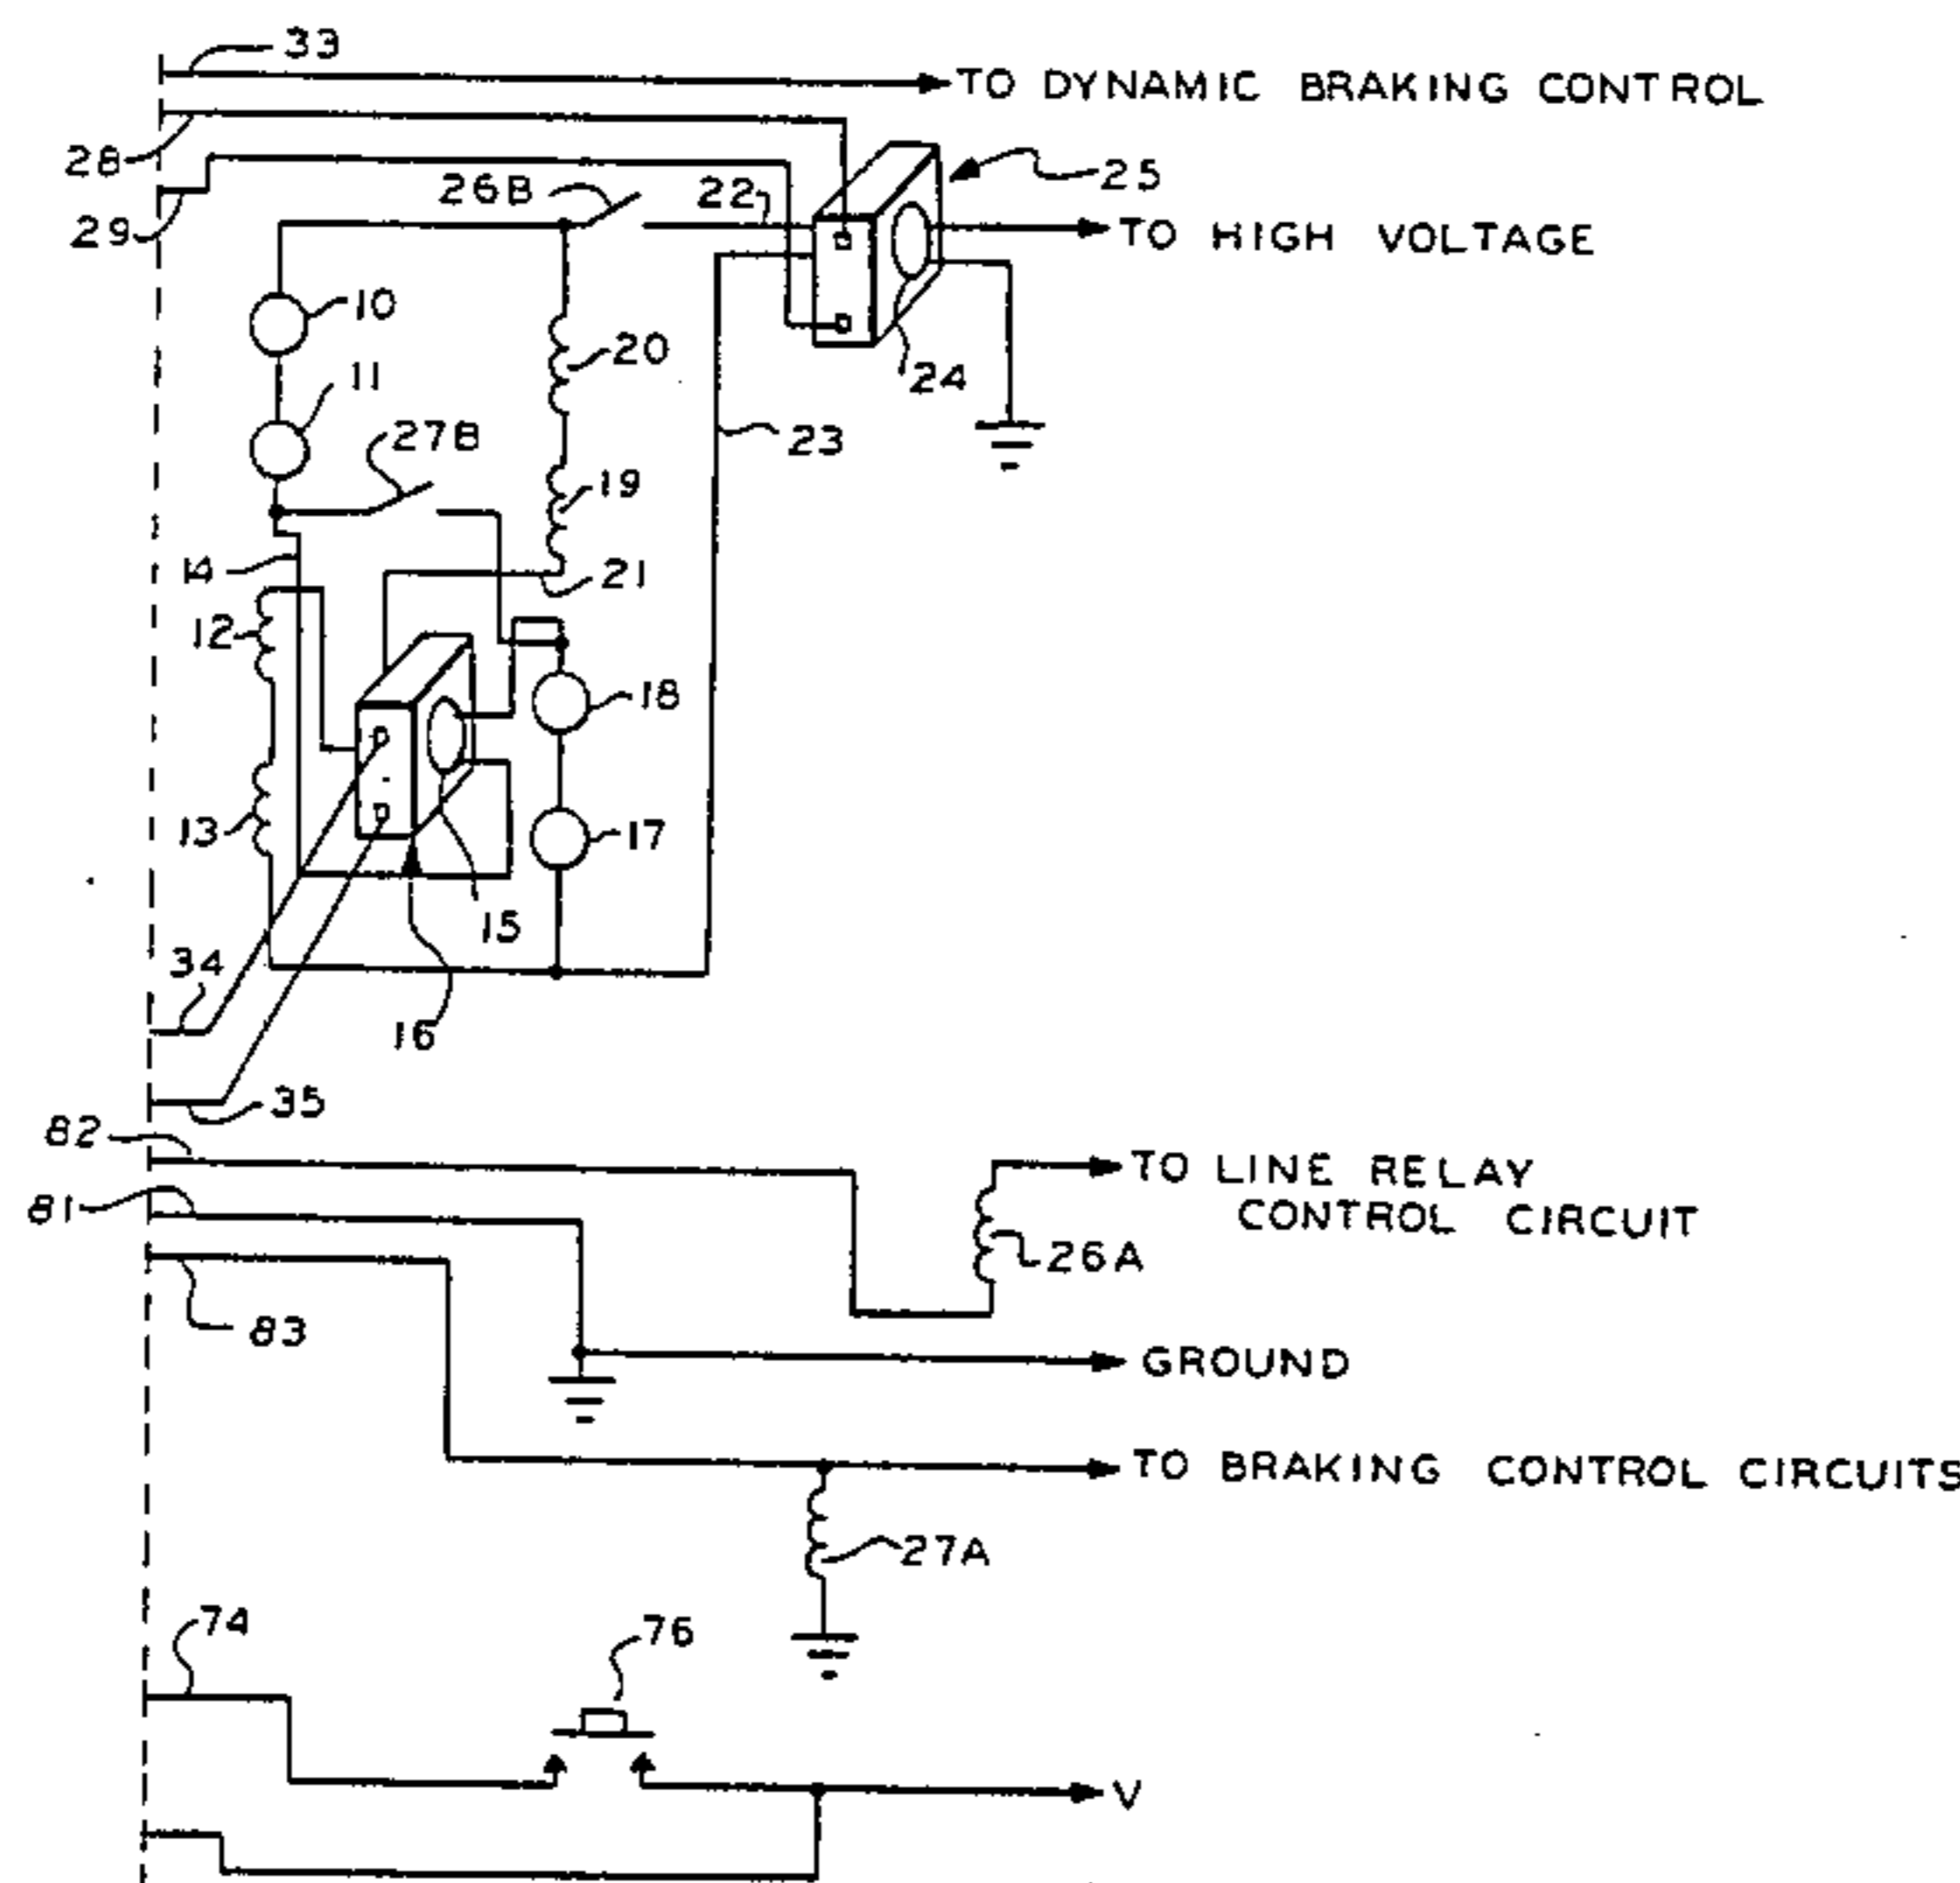 33
TO DYNAMIC BRAKING CONTROL
28
25
26B
22
29
TO HIGH VOLTAGE
10
20
11
24
27B
23
19
14
21
12
18
13
17
15
34
16
35
82
TO LINE RELAY
CONTROL CIRCUIT
81
26A
83
GROUND
TO BRAKING CONTROL CIRCUITS
27A
74
76
V